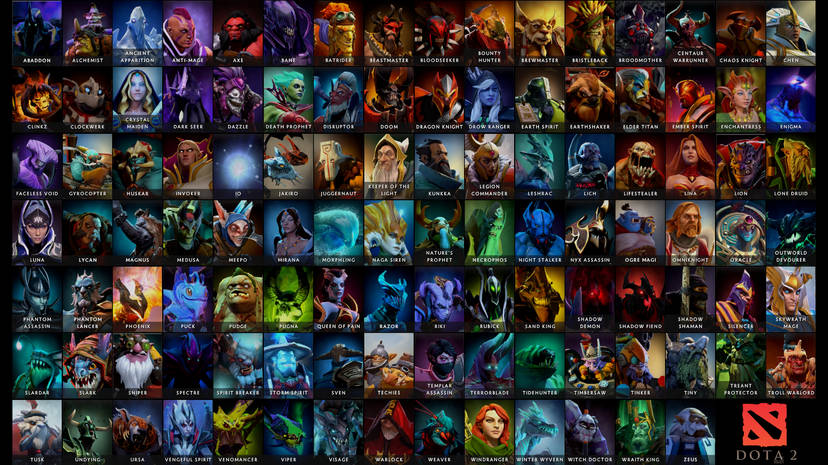 ABADDON
ALCHEMIST
ANCIENT
APPARITION
ANTI-MAGE
AXE
BANE
BATRIDER
BEASTMASTER
BLOODSEEKER
BOUNTY
HUNTER
BREWMASTER
BRISTLEBACK
BROODMOTHER
CENTAUR
WARRUNNER
CHAOS KNIGHT
CHEN
CLINKZ
CLOCKWERK
CRYSTAL
MAIDEN
DARK SEER
DAZZLE
DEATH PROPHET
DISRUPTOR
DOOM
DRAGON KNIGHT
DROW RANGER
EARTH SPIRIT
EARTHSHAKER
ELDER TITAN
EMBER SPIRIT
ENCHANTRESS
ENIGMA
FACELESS VOID
GYROCOPTER
HUSKAR
INVOKER
IO
JAKIRO
JUGGERNAUT
KEEPER OF THE
LIGHT
KUNKKA
LEGION
COMMANDER
LESHRAC
LICH
LIFESTEALER
LINA
LION
LONE DRUID
LUNA
LYCAN
MAGNUS
MEDUSA
MEEPO
MIRANA
MORPHLING
NAGA SIREN
NATURE'S
PROPHET
NECROPHOS
NIGHT STALKER
NYX ASSASSIN
OGRE MAGI
OMNIKNIGHT
ORACLE
OUTWORLD
DEVOURER
PHANTOM
ASSASSIN
PHANTOM
LANCER
PHOENIX
PUCK
PUDGE
PUGNA
QUEEN OF PAIN
RAZOR
RIKI
RUBICK
SAND KING
SHADOW
DEMON
SHADOW FIEND
SHADOW
SHAMAN
SILENCER
SKYWRATH
MAGE
SLARDAR
SLARK
SNIPER
SPECTRE
SPIRIT BREAKER
STORM SPIRIT
SVEN
TECHIES
TEMPLAR
ASSASSIN
TERRORBLADE
TIDEHUNTER
TIMBERSAW
TINKER
TINY
TREANT
PROTECTOR
TROLL WARLORD
TUSK
UNDYING
URSA
VENGEFUL SPIRIT
VENOMANCER
VIPER
VISAGE
WARLOCK
WEAVER
WINDRANGER
WINTER WYVERN
WITCH DOCTOR
WRAITH KING
ZEUS
DOTA 2